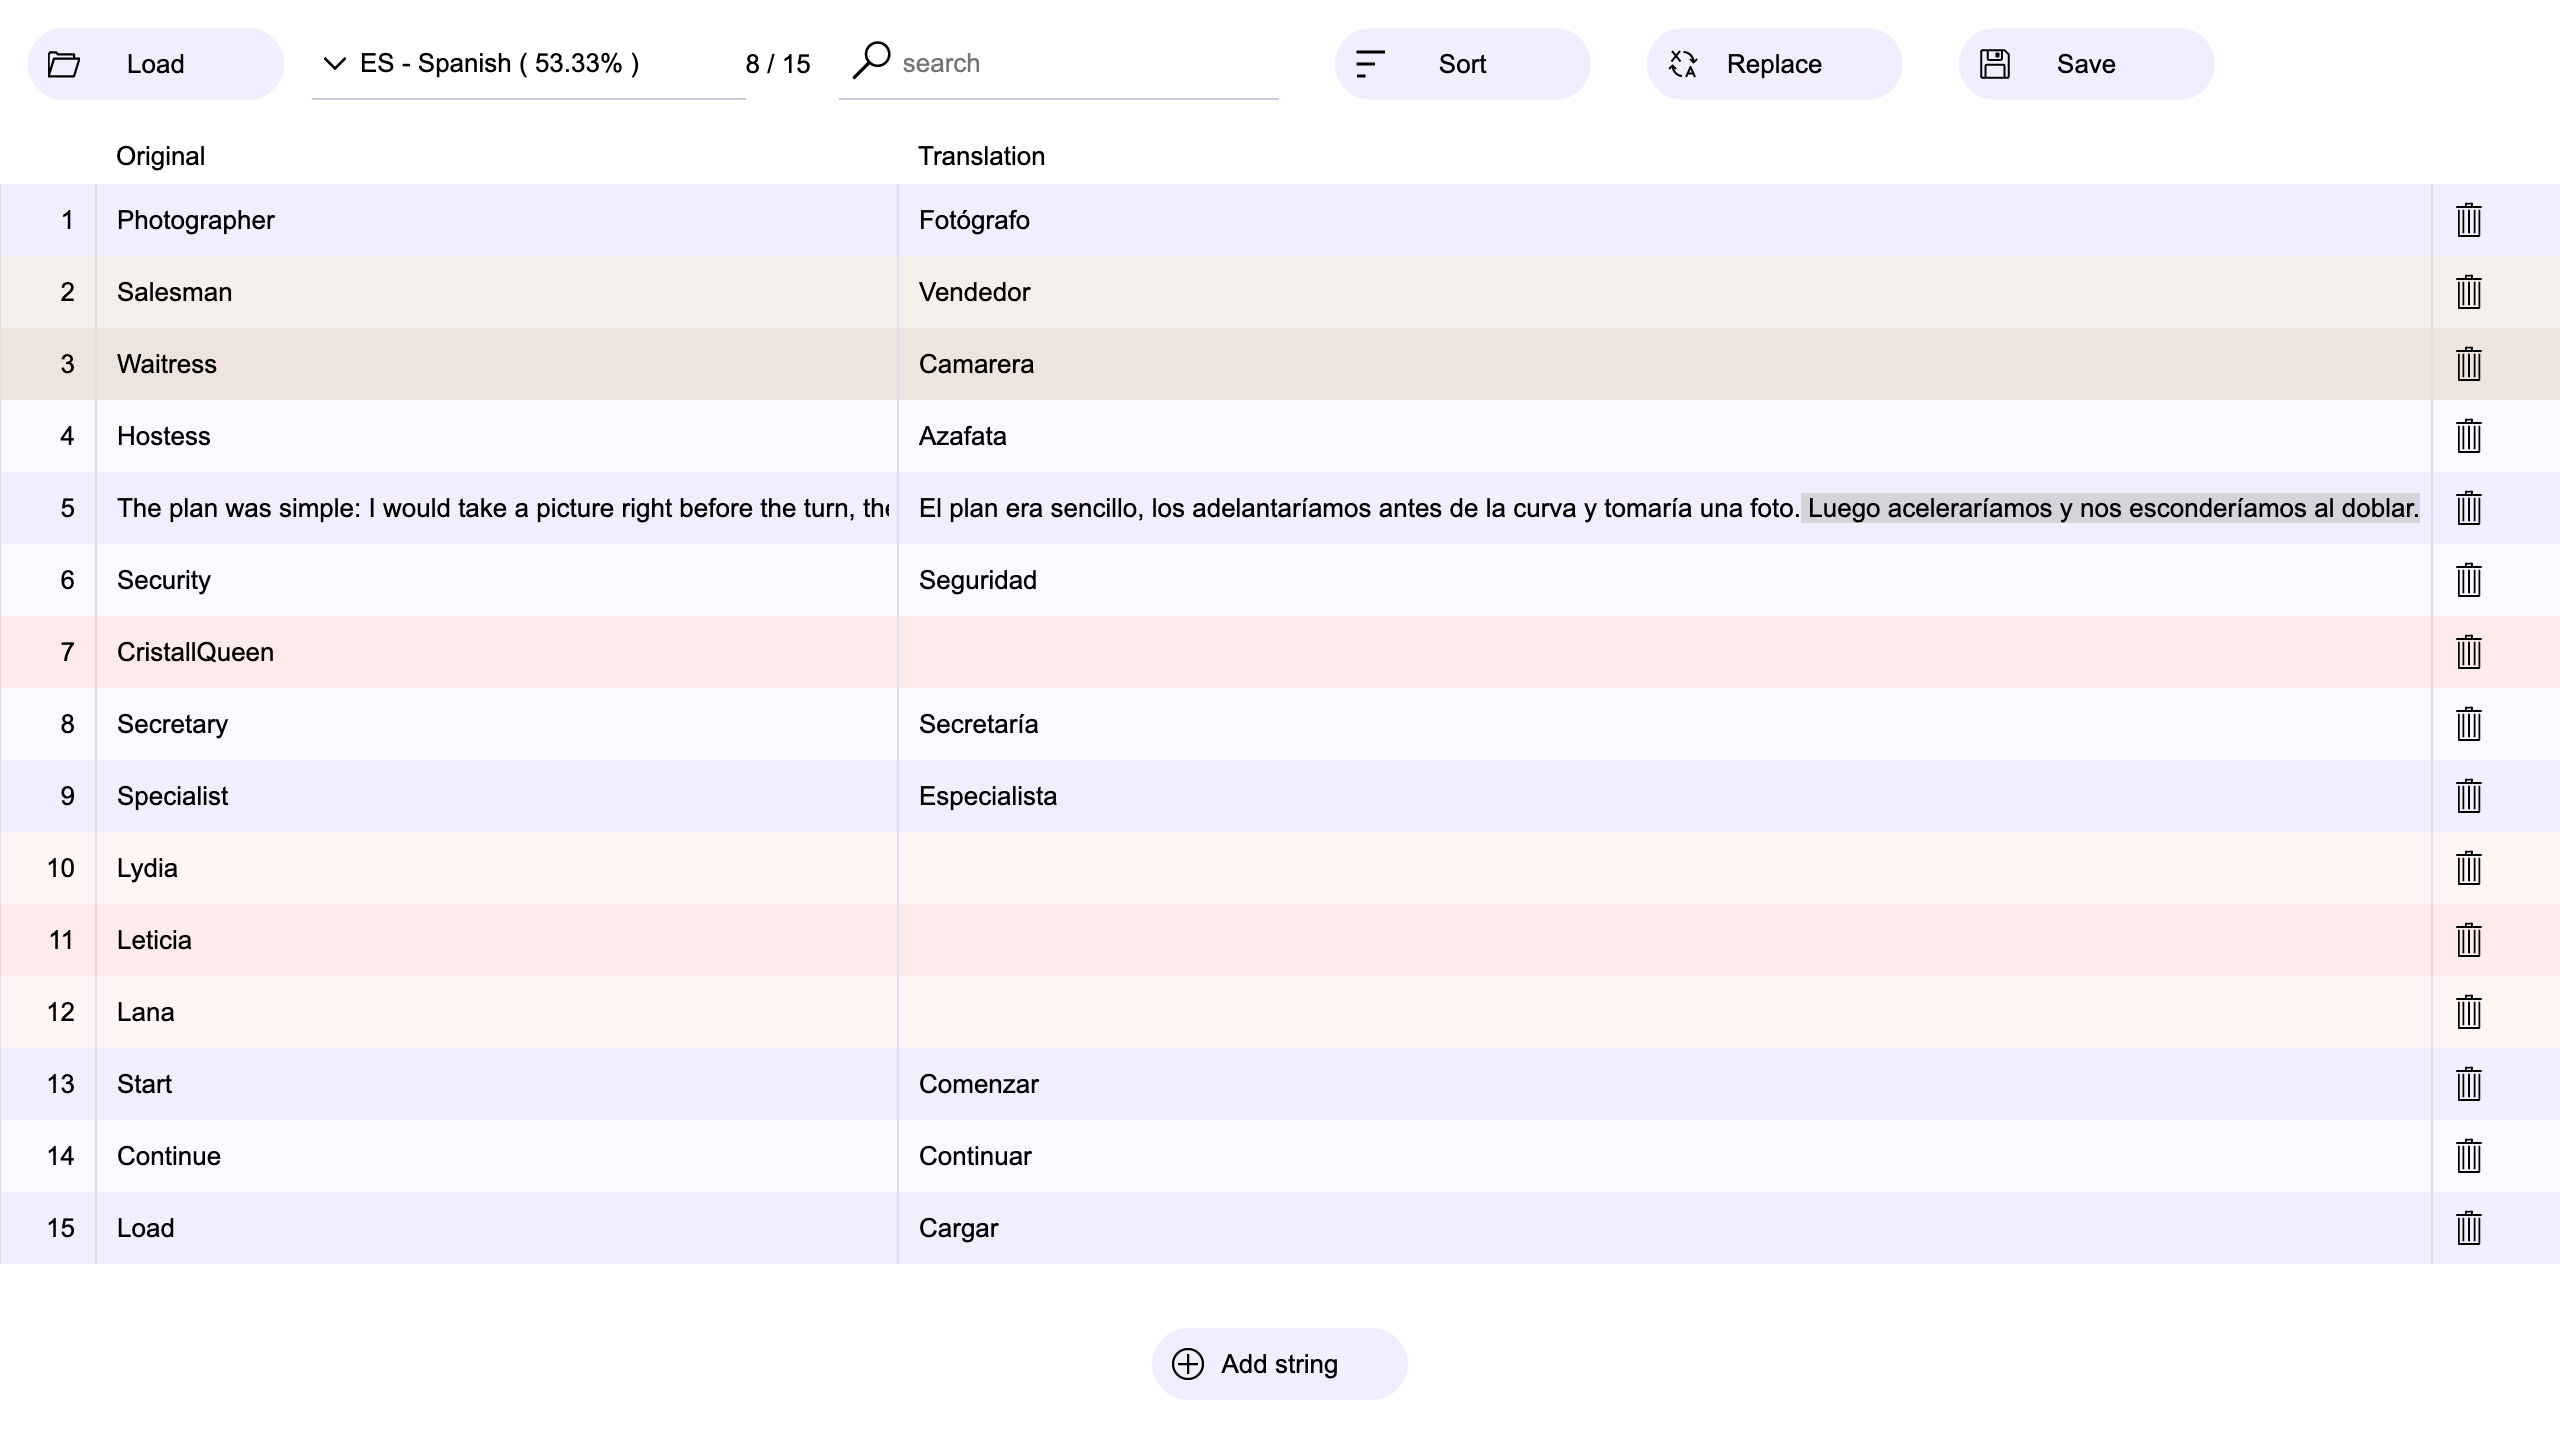 Load ES - Spanish ( 53.33% ) 8 / 15 search Sort Replace Save
Original Translation
1 Photographer Fotógrafo
2 Salesman Vendedor
3 Waitress Camarera
4 Hostess Azafata
5 The plan was simple: I would take a picture right before the turn, the El plan era sencillo, los adelantaríamos antes de la curva y tomaría una foto. Luego aceleraríamos y nos esconderíamos al doblar.
6 Security Seguridad
7 CristallQueen
8 Secretary Secretaría
9 Specialist Especialista
10 Lydia
11 Leticia
12 Lana
13 Start Comenzar
14 Continue Continuar
15 Load Cargar
Add string